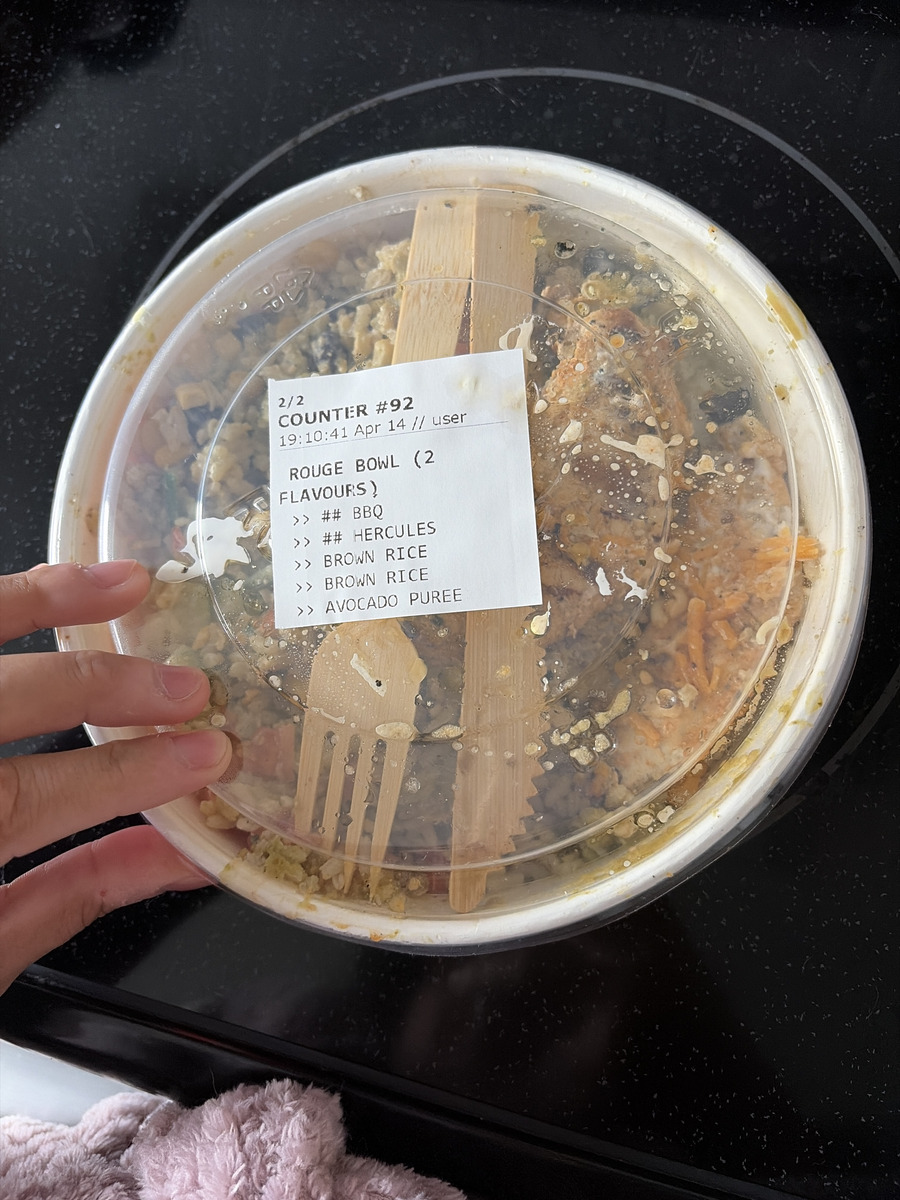 2/2
COUNTER #92
19:10:41 Apr 14 // user
ROUGE BOWL (2
FLAVOURS)
>> ## BBQ
>> ## HERCULES
>> BROWN RICE
>> BROWN RICE
>> AVOCADO PUREE